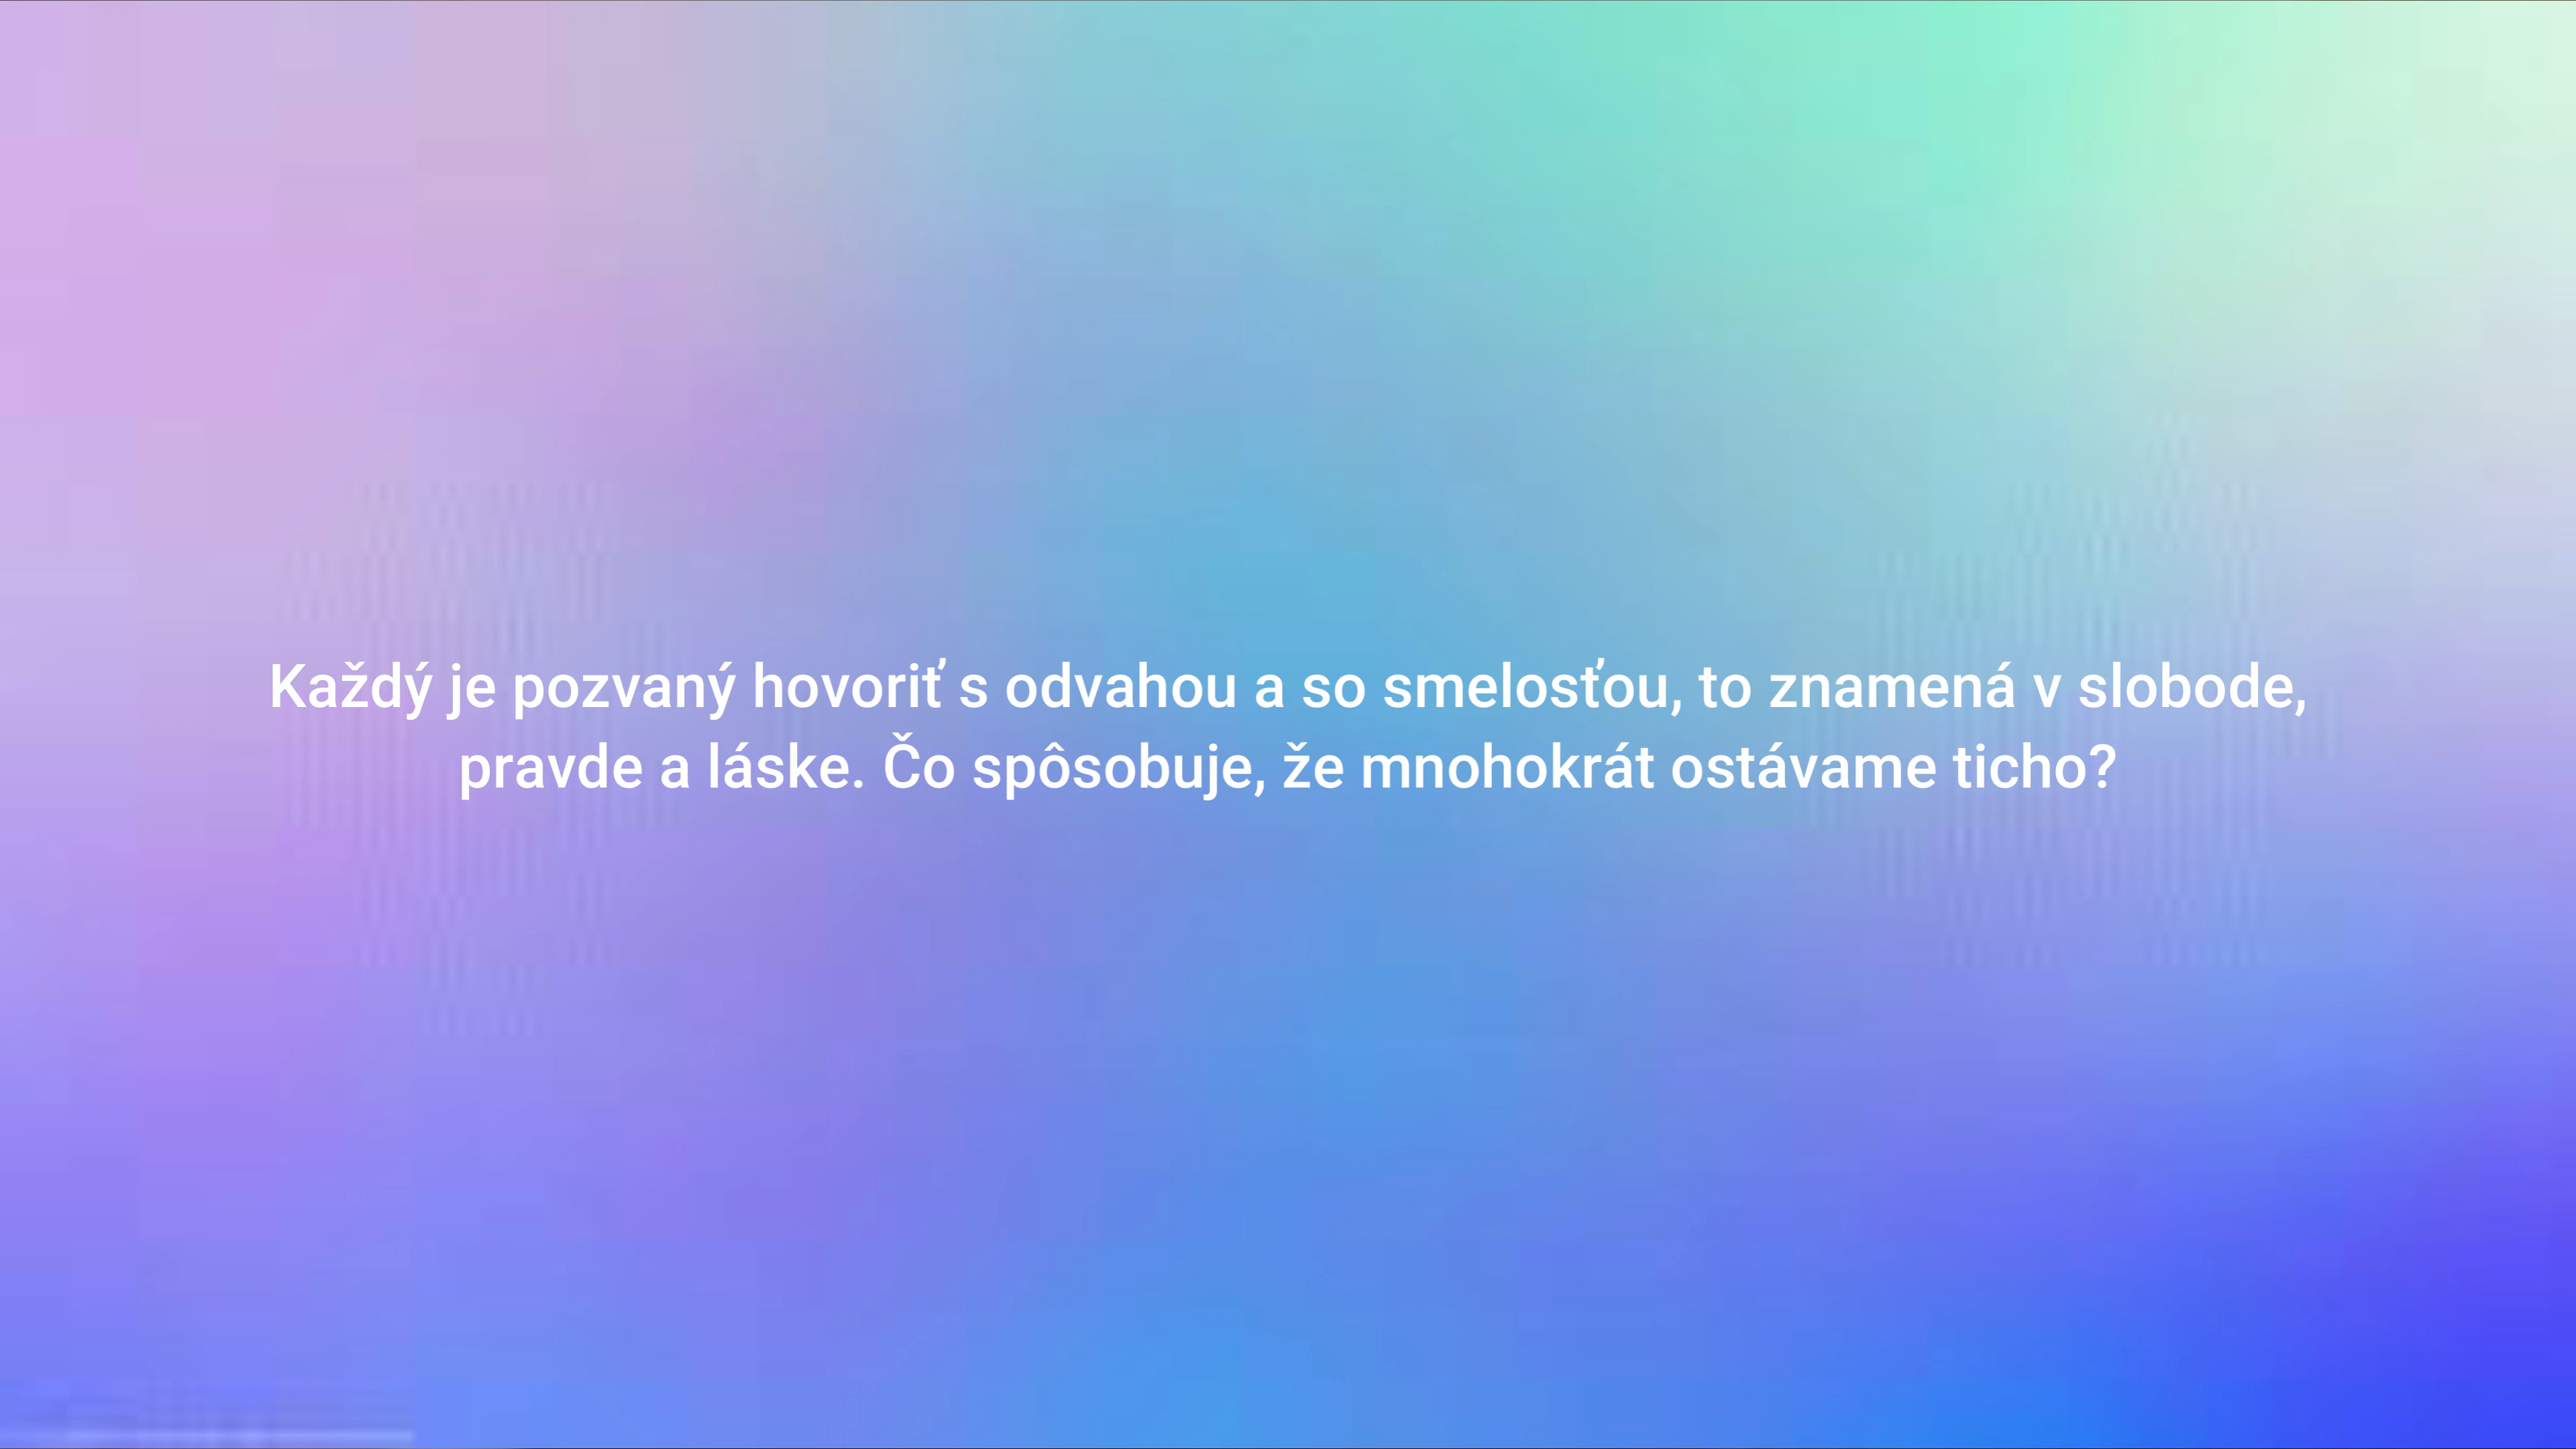 Každý je pozvaný hovoriť s odvahou a so smelosťou, to znamená v slobode,
pravde a láske. Čo spôsobuje, že mnohokrát ostávame ticho?